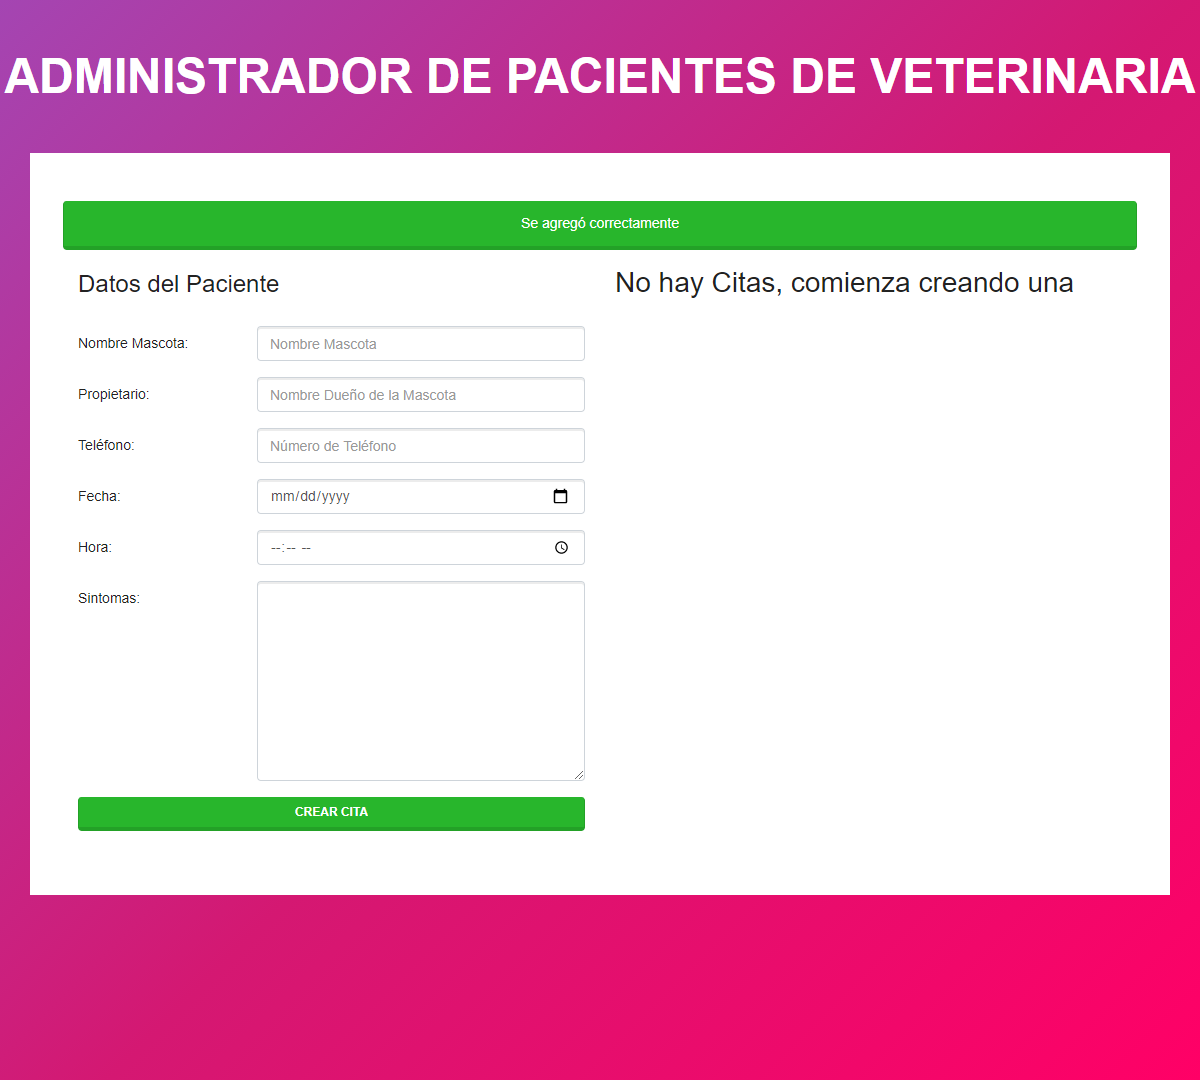 ADMINISTRADOR DE PACIENTES DE VETERINARIA
Se agregó correctamente
Datos del Paciente
Nombre Mascota:
Nombre Mascota
Propietario:
Nombre Dueño de la Mascota
Teléfono:
Número de Teléfono
Fecha:
mm/dd/yyyy
Hora:
--:-- --
Sintomas:
CREAR CITA
No hay Citas, comienza creando una